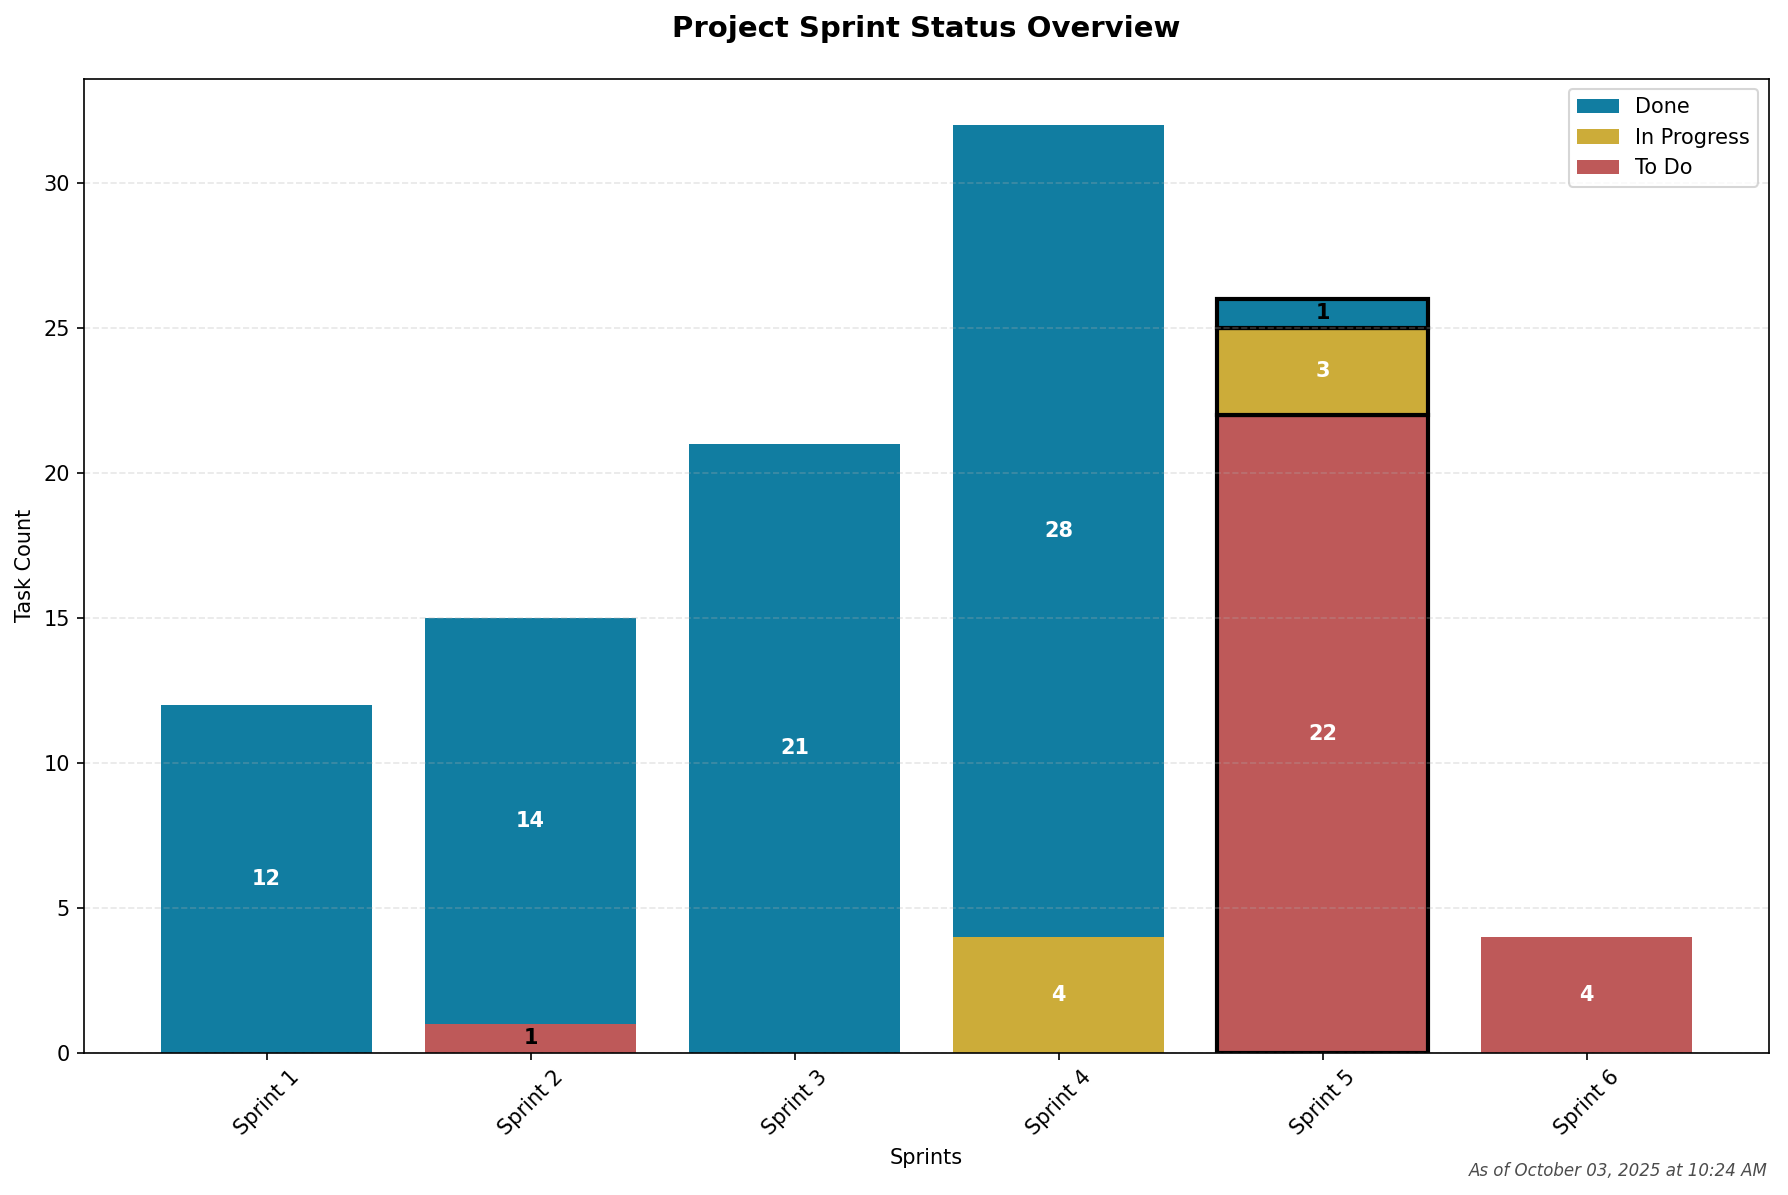 Project Sprint Status Overview
Done
In Progress
To Do
Task Count
30
25
20
15
10
5
0
12
14
1
21
28
4
1
3
22
4
Sprint 1
Sprint 2
Sprint 3
Sprint 4
Sprint 5
Sprint 6
Sprints
As of October 03, 2025 at 10:24 AM